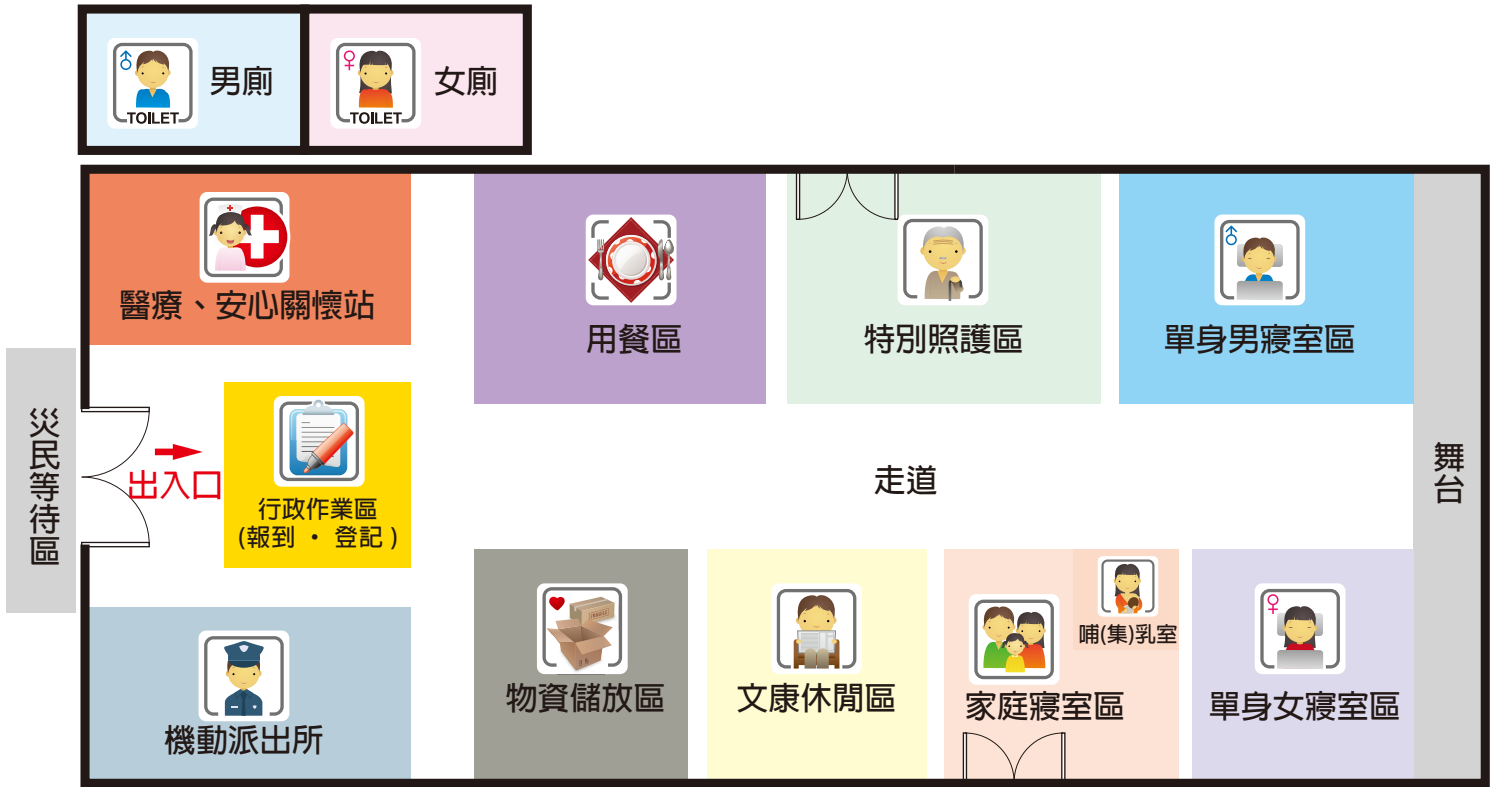 TOILET
男廁
TOILET
女廁
醫療、安心關懷站
用餐區
特別照護區
單身男寢室區
災民等待區
出入口
行政作業區
(報到 • 登記)
走道
舞台
機動派出所
物資儲放區
文康休閒區
家庭寢室區
哺(集)乳室
單身女寢室區